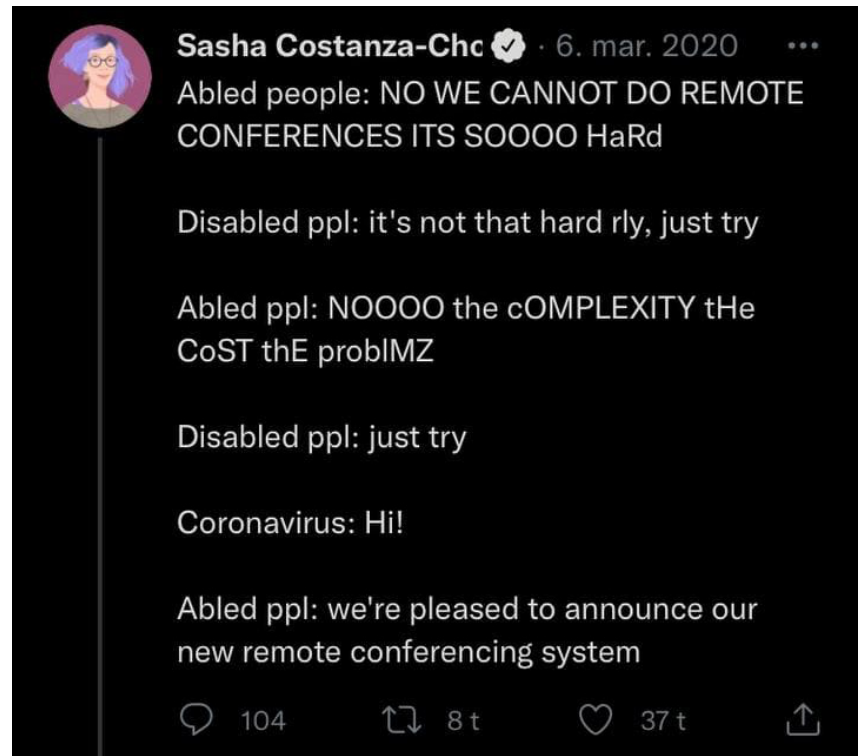 Sasha Costanza-Chc · 6. mar. 2020
Abled people: NO WE CANNOT DO REMOTE
CONFERENCES ITS SOOOO HaRd
Disabled ppl: it's not that hard rly, just try
Abled ppl: NOOOO the cOMPLEXITY tHe
CoST thE problMZ
Disabled ppl: just try
Coronavirus: Hi!
Abled ppl: we're pleased to announce our
new remote conferencing system
104 8 t 37 t